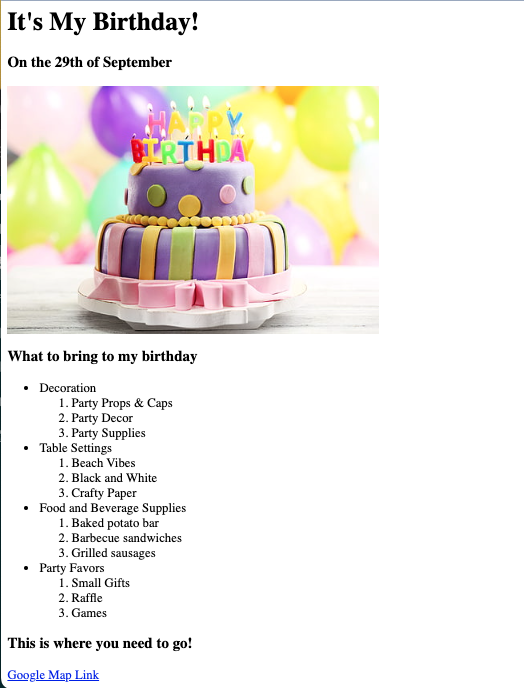 It's My Birthday!
On the 29th of September
HAPPY
BIRTHDAY
What to bring to my birthday
• Decoration
1. Party Props & Caps
2. Party Decor
3. Party Supplies
• Table Settings
1. Beach Vibes
2. Black and White
3. Crafty Paper
• Food and Beverage Supplies
1. Baked potato bar
2. Barbecue sandwiches
3. Grilled sausages
• Party Favors
1. Small Gifts
2. Raffle
3. Games
This is where you need to go!
Google Map Link